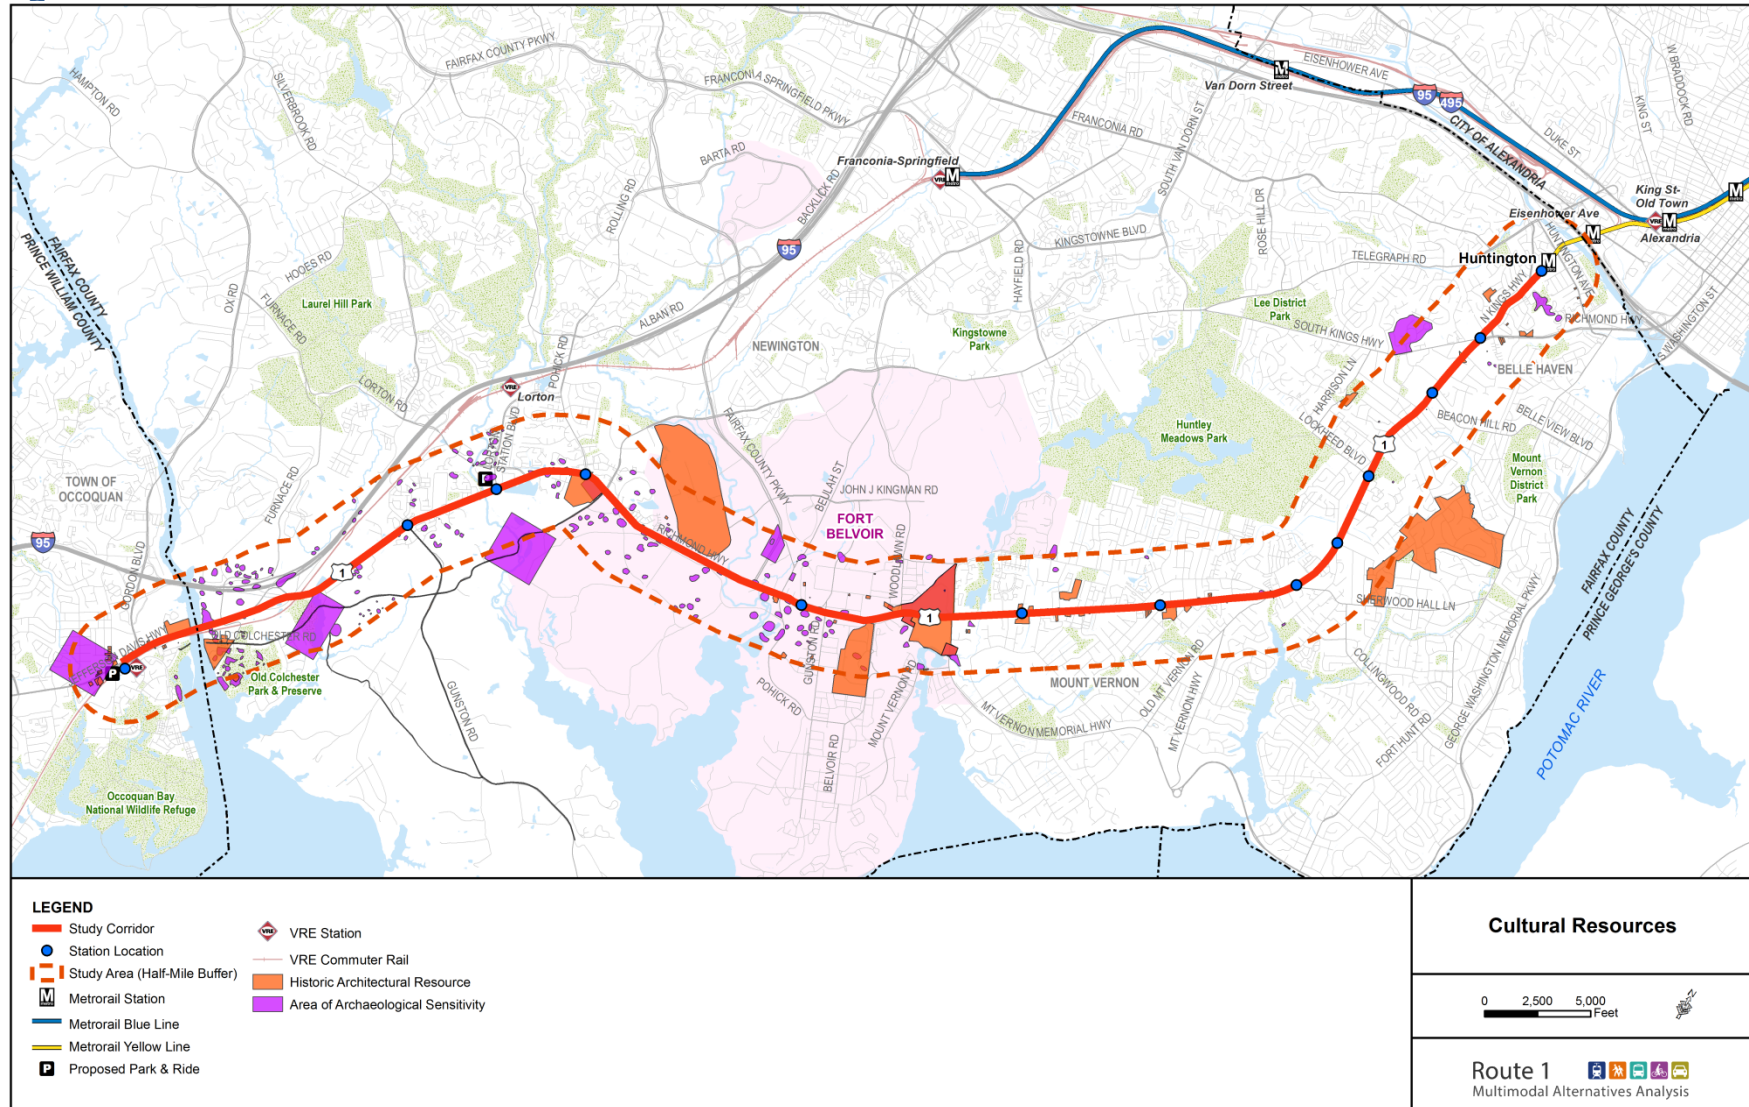 HAMPTON RD
FAIRFAX COUNTY PKWY
SILVERBROOK RD
FRANCONIA SPRINGFIELD PKWY
EISENHOWER AVE
Van Dorn Street
W BRADDOCK RD
KING ST
95
495
DUKE ST
CITY OF ALEXANDRIA
FRANCONIA RD
SOUTH VAN DORN ST
BARTA RD
ROLLING RD
BACKLICK RD
Franconia-Springfield
VRE
M
King St-
Old Town
Eisenhower Ave
Alexandria
FAIRFAX COUNTY
PRINCE WILLIAM COUNTY
OX RD
HOOES RD
FURNACE RD
Laurel Hill Park
95
ALBAN RD
HAYFIELD RD
KINGSTOWNE BLVD
ROSE HILL DR
TELEGRAPH RD
Huntington
HUNTINGTON AVE
N KINGS HWY
RICHMOND HWY
S WASHINGTON ST
Lee District
Park
SOUTH KINGS HWY
Kingstowne
Park
NEWINGTON
POHICK RD
LORTON RD
VRE
Lorton
LORTON
STATION BLVD
FAIRFAX COUNTY PKWY
BELLE HAVEN
HARRISON LN
LOCKHEED BLVD
BEACON HILL RD
BELLE VIEW BLVD
Huntley
Meadows Park
1
Mount
Vernon
District
Park
TOWN OF
OCCOQUAN
FURNACE RD
95
GORDON BLVD
BEULAH ST
JOHN J KINGMAN RD
FORT
BELVOIR
RICHMOND HWY
WOODLAWN RD
FAIRFAX COUNTY
PRINCE GEORGE'S COUNTY
1
1
SHERWOOD HALL LN
OLD COLCHESTER RD
JEFFERSON DAVIS HWY
P
VRE
Old Colchester
Park & Preserve
GUNSTON RD
GUNSTON RD
POHICK RD
BELVOIR RD
MOUNT VERNON RD
MT VERNON MEMORIAL HWY
MOUNT VERNON
OLD MT VERNON RD
MT VERNON HWY
COLLINGWOOD RD
FORT HUNT RD
GEORGE WASHINGTON MEMORIAL PKWY
POTOMAC RIVER
Occoquan Bay
National Wildlife Refuge
LEGEND
Study Corridor
Station Location
Study Area (Half-Mile Buffer)
Metrorail Station
Metrorail Blue Line
Metrorail Yellow Line
P Proposed Park & Ride
VRE VRE Station
VRE Commuter Rail
Historic Architectural Resource
Area of Archaeological Sensitivity
Cultural Resources
0 2,500 5,000
Feet
N
Route 1
Multimodal Alternatives Analysis